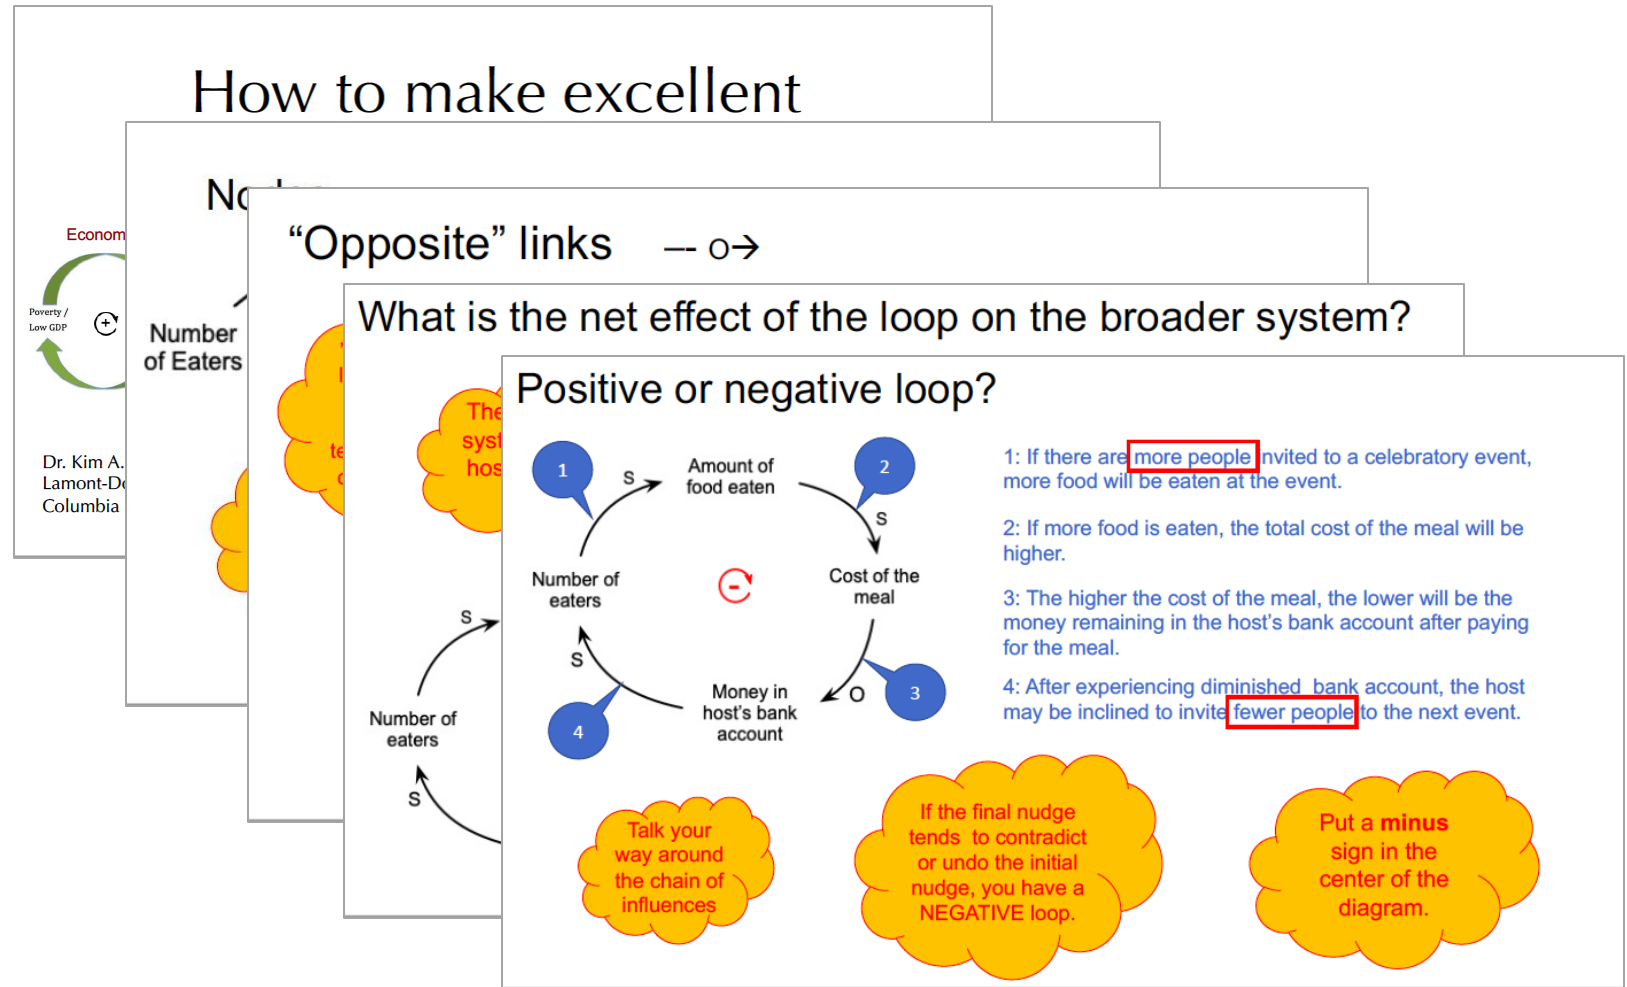 How to make excellent
Econom
Poverty /
Low GDP
+
Dr. Kim A.
Lamont-Do
Columbia
Number
of Eaters
“Opposite” links –- O→
What is the net effect of the loop on the broader system?
The
syst
hos
S
Number of
eaters
S
Positive or negative loop?
1
S
Amount of
food eaten
2
S
Number of
eaters
-
Cost of the
meal
S
Money in
host’s bank
account
O
3
4
1: If there are more people invited to a celebratory event,
more food will be eaten at the event.
2: If more food is eaten, the total cost of the meal will be
higher.
3: The higher the cost of the meal, the lower will be the
money remaining in the host’s bank account after paying
for the meal.
4: After experiencing diminished bank account, the host
may be inclined to invite fewer people to the next event.
Talk your
way around
the chain of
influences
If the final nudge
tends to contradict
or undo the initial
nudge, you have a
NEGATIVE loop.
Put a minus
sign in the
center of the
diagram.